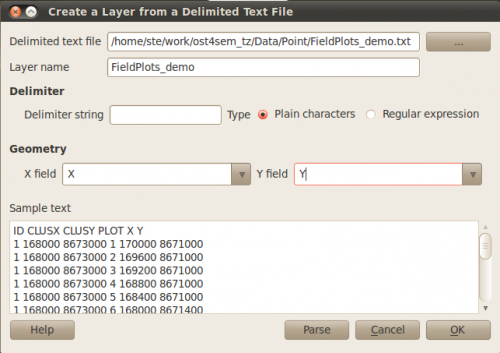 Create a Layer from a Delimited Text File
Delimited text file /home/ste/work/ost4sem_tz/Data/Point/FieldPlots_demo.txt ...
Layer name FieldPlots_demo
Delimiter
Delimiter string Type Plain characters Regular expression
Geometry
X field X Y field Y
Sample text
ID CLUSX CLUSY PLOT X Y
1 168000 8673000 1 170000 8671000
1 168000 8673000 2 169600 8671000
1 168000 8673000 3 169200 8671000
1 168000 8673000 4 168800 8671000
1 168000 8673000 5 168400 8671000
1 168000 8673000 6 168000 8671400
Help Parse Cancel OK